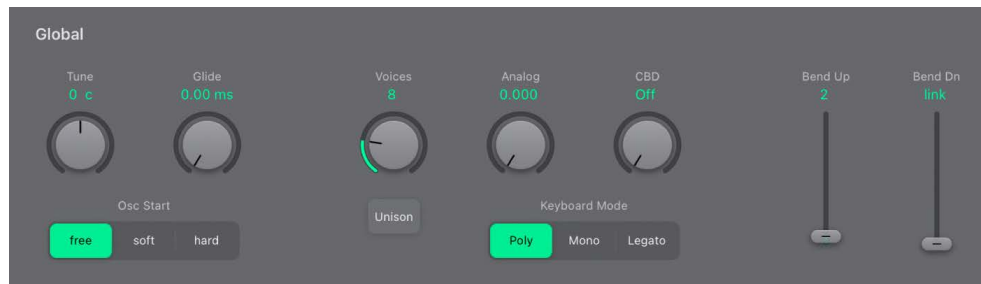 Global
Tune Glide Voices Analog CBD Bend Up Bend Dn
0 c 0.00 ms 8 0.000 Off 2 link
Osc Start Unison Keyboard Mode
free soft hard Poly Mono Legato